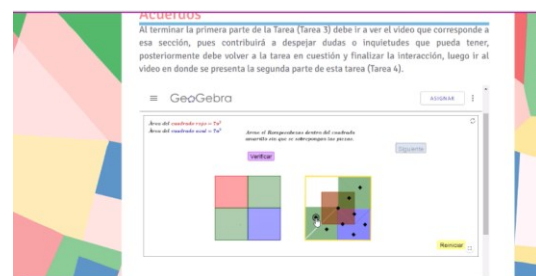 Acuerdos
Al terminar la primera parte de la Tarea (Tarea 3) debe ir a ver el video que corresponde a
esa sección, pues contribuirá a despejar dudas o inquietudes que pueda tener,
posteriormente debe volver a la tarea en cuestión y finalizar la interacción, luego ir al
video en donde se presenta la segunda parte de esta tarea (Tarea 4).
GeoGebra
ASIGNAR
Área del cuadrado rojo = 7u²
Área del cuadrado azul = 7u²
Arme el Rompecabezas dentro del cuadrado
amarillo sin que se sobrepongan las piezas.
Verificar
Siguiente
Reiniciar